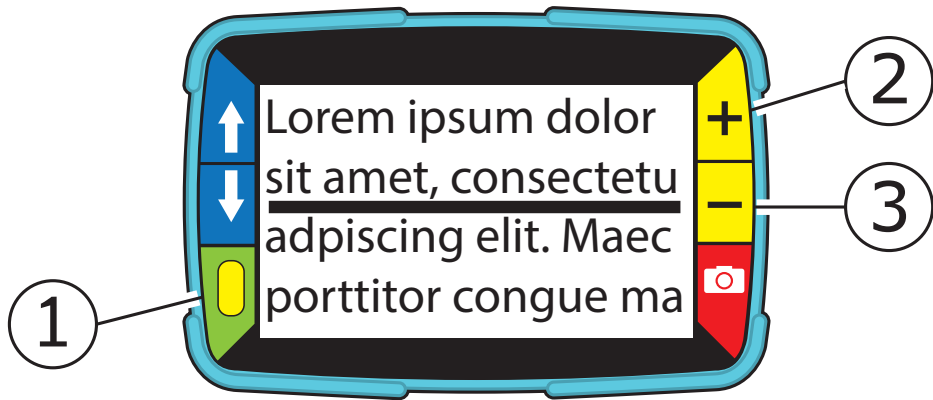 Lorem ipsum dolor
sit amet, consectetu
adpiscing elit. Maec
porttitor congue ma
+
−
1
2
3